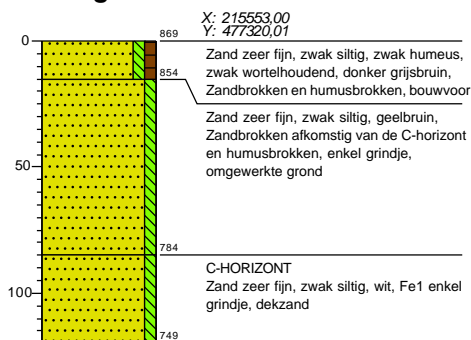 X: 215553,00
Y: 477320,01
0
869
Zand zeer fijn, zwak siltig, zwak humeus,
zwak wortelhoudend, donker grijsbruin,
Zandbrokken en humusbrokken, bouwvoor
854
Zand zeer fijn, zwak siltig, geelbruin,
Zandbrokken afkomstig van de C-horizont
en humusbrokken, enkel grindje,
omgewerkte grond
50
784
C-HORIZONT
Zand zeer fijn, zwak siltig, wit, Fe1 enkel
grindje, dekzand
100
749